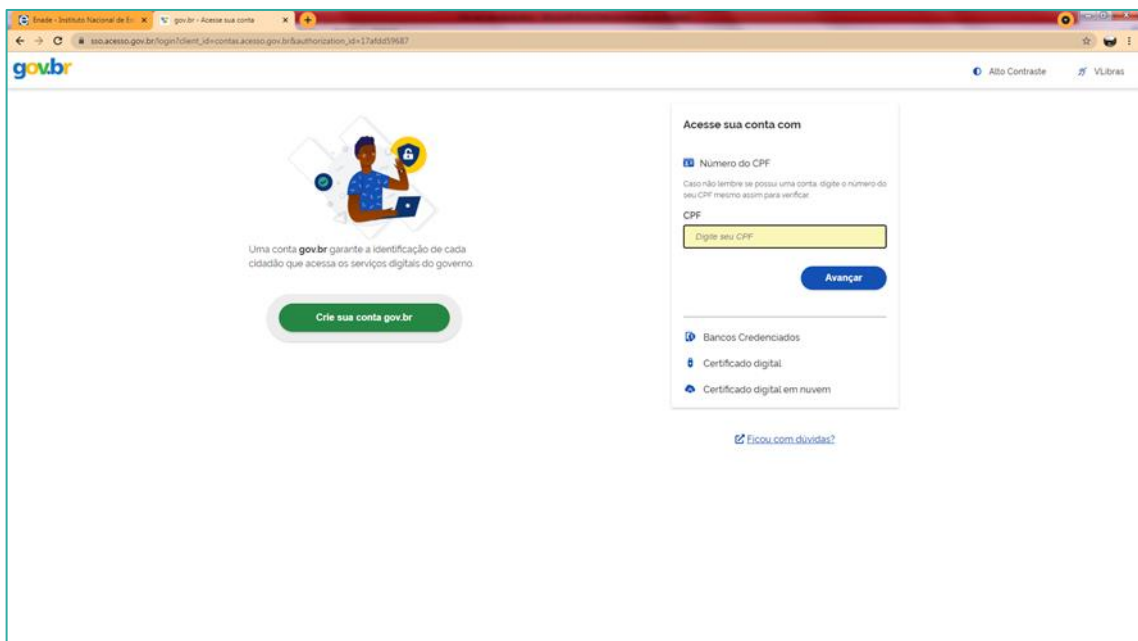 Enade - Instituto Nacional de Es
gov.br - Acesse sua conta
sso.acesso.gov.br/login?client_id=contas.acesso.gov.br&authorization_id=17afdd59687
gov.br
Alto Contraste
VLibras
Uma conta gov.br garante a identificação de cada
cidadão que acessa os serviços digitais do governo.
Crie sua conta gov.br
Acesse sua conta com
Número do CPF
Caso não lembre se possui uma conta, digite o número do
seu CPF mesmo assim para verificar.
CPF
Digite seu CPF
Avançar
Bancos Credenciados
Certificado digital
Certificado digital em nuvem
Ficou com dúvidas?